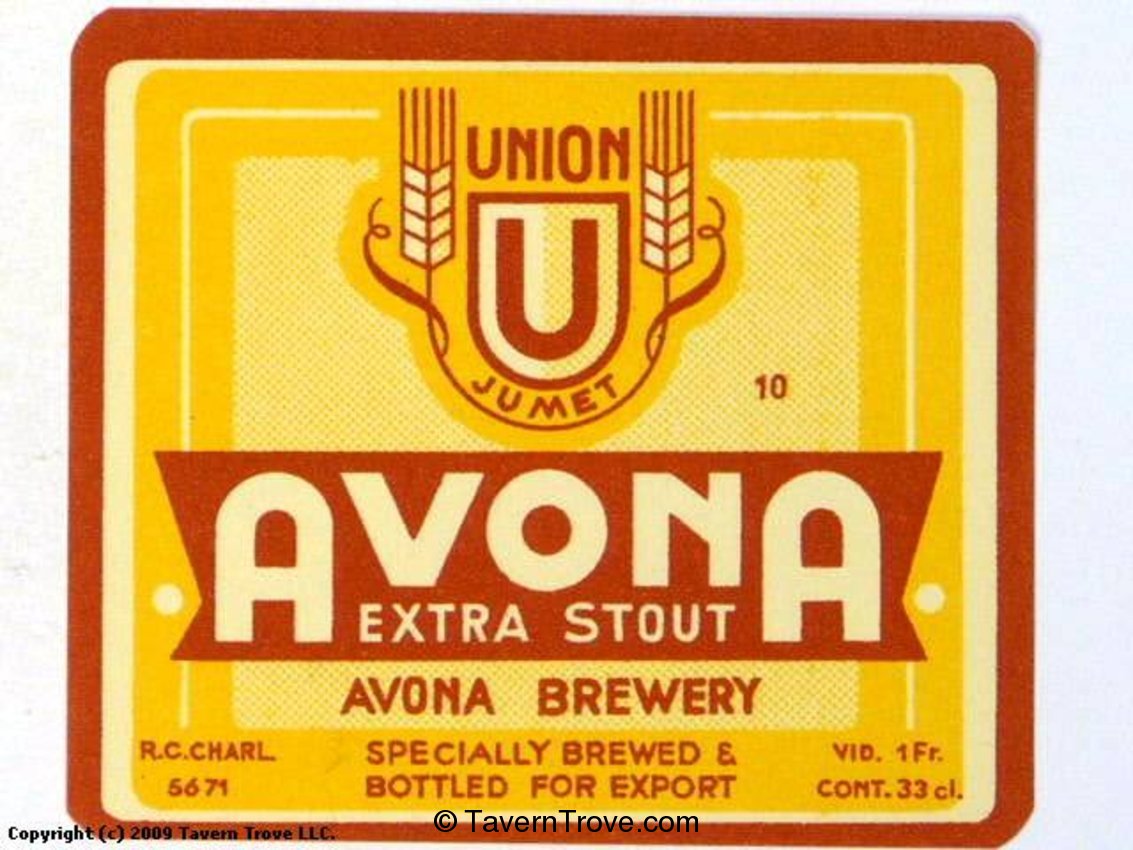 UNION
U
JUMET
10
AVONA
EXTRA STOUT
AVONA BREWERY
R.C.CHARL.
5671
SPECIALLY BREWED &
BOTTLED FOR EXPORT
VID. 1Fr.
CONT. 33 cl.
Copyright (c) 2009 Tavern Trove LLC.
© TavernTrove.com